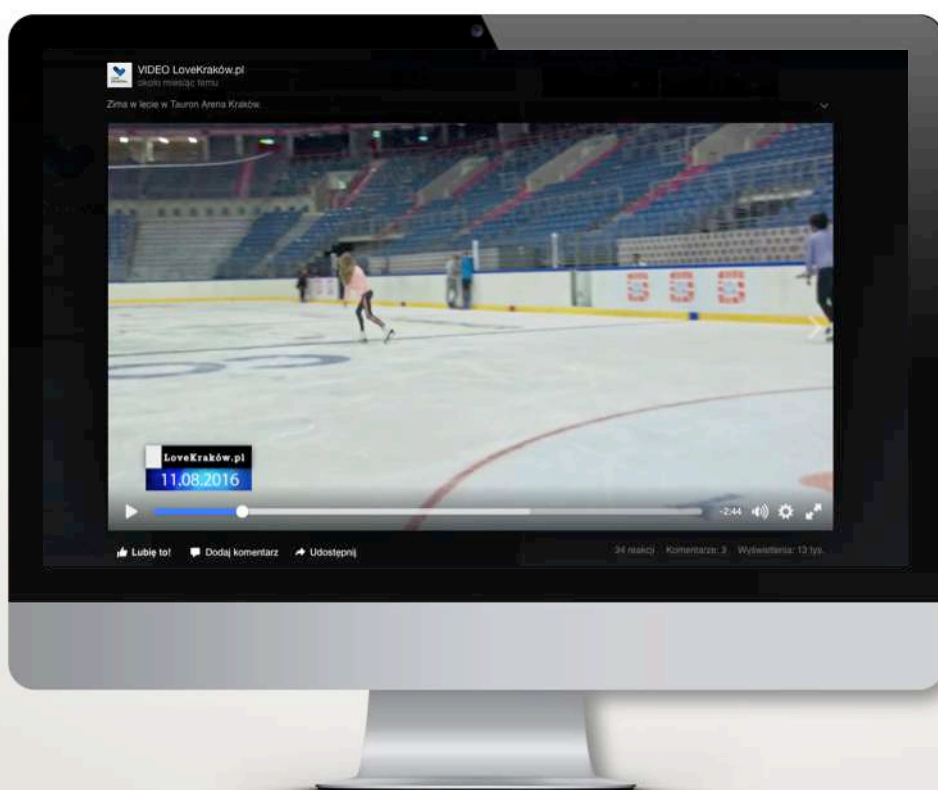 VIDEO LoveKraków.pl
około miesiąc temu
Zima w lecie w Tauron Arena Kraków.
LoveKraków.pl
11.08.2016
-2:44
Lubię to! Dodaj komentarz Udostępnij
34 reakcji Komentarze: 3 Wyświetlenia: 13 tys.